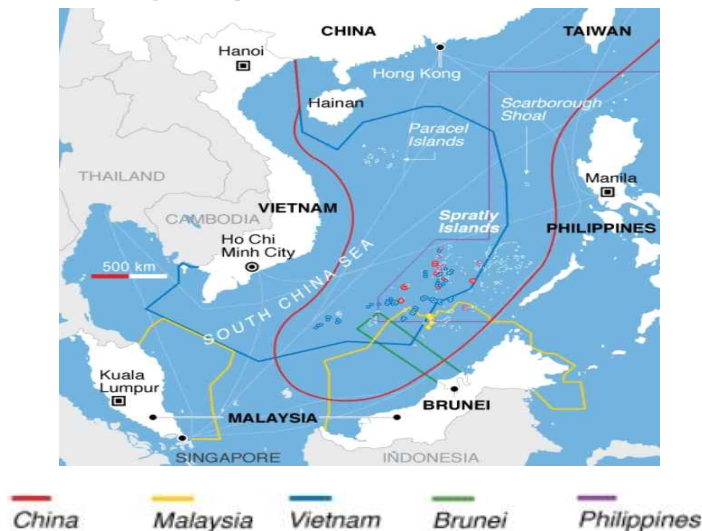 CHINA
TAIWAN
Hanoi
Hong Kong
Hainan
Scarborough
Shoal
Paracel
Islands
THAILAND
Manila
VIETNAM
CAMBODIA
Spratly
Islands
PHILIPPINES
Ho Chi
Minh City
500 km
SOUTH CHINA SEA
Kuala
Lumpur
BRUNEI
MALAYSIA
SINGAPORE
INDONESIA
China
Malaysia
Vietnam
Brunei
Philippines